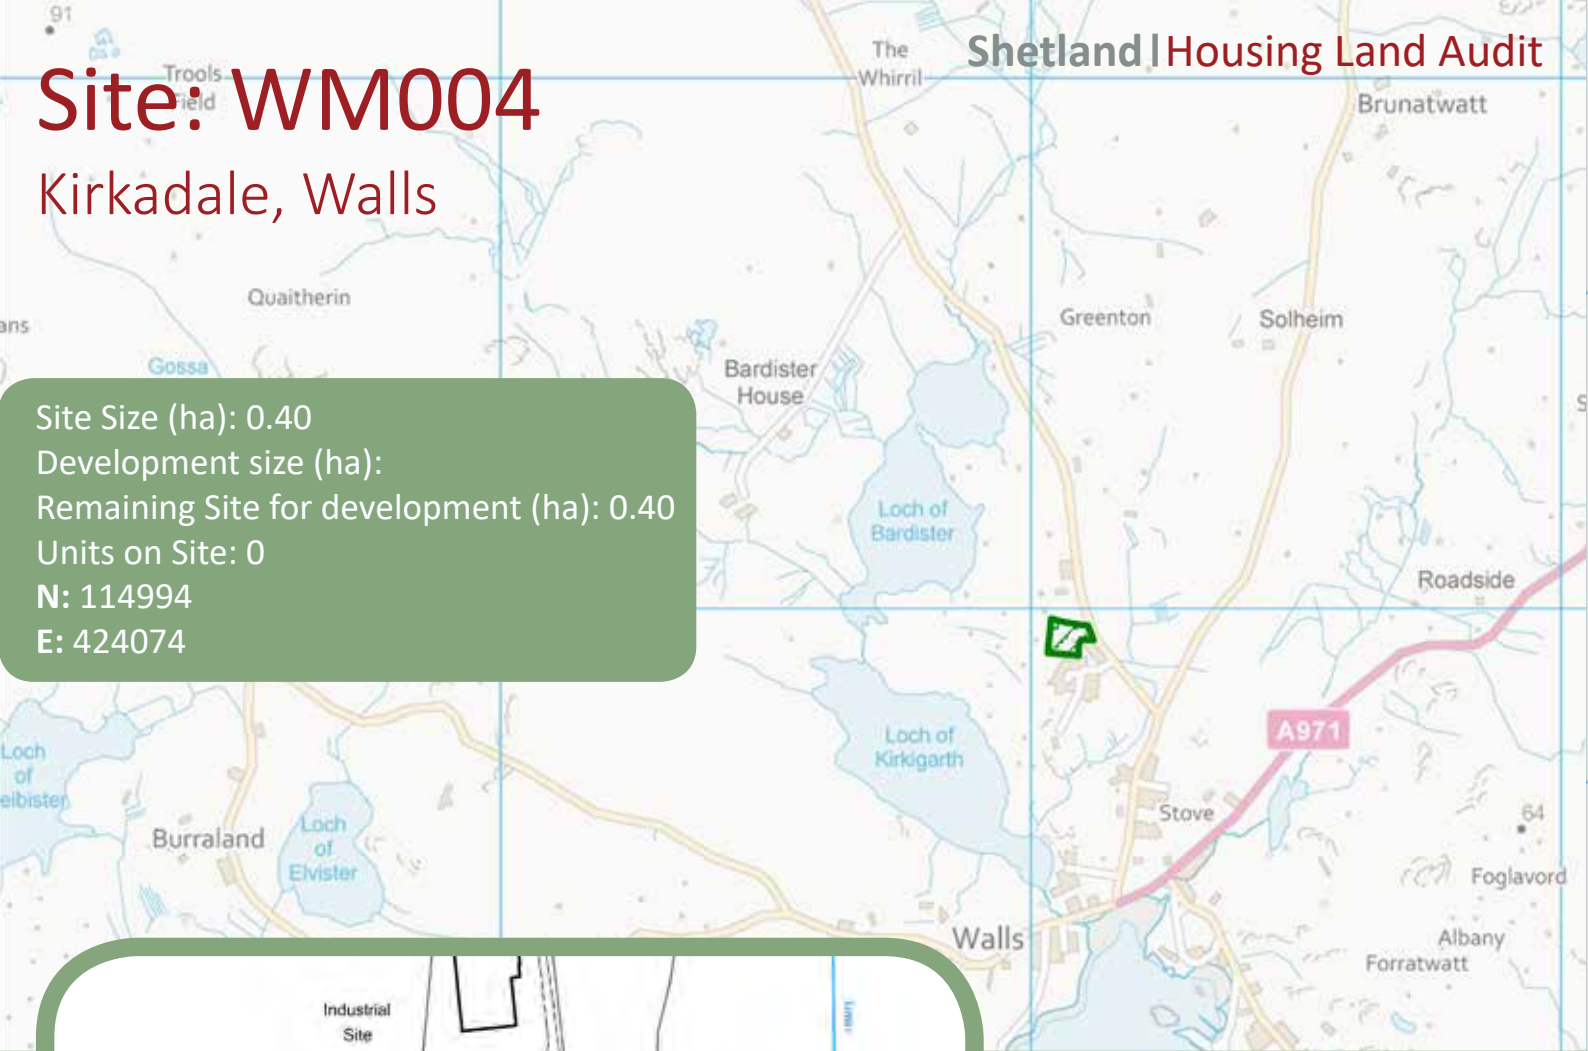 91
Shetland|Housing Land Audit
The
Whirril
Trools
Field
Site: WM004
Kirkadale, Walls
Brunatwatt
Quaitherin
Greenton
Solheim
ans
Gossa
Bardister
House
Site Size (ha): 0.40
Development size (ha):
Remaining Site for development (ha): 0.40
Units on Site: 0
N: 114994
E: 424074
Loch of
Bardister
Roadside
Loch of
Kirkigarth
A971
Loch
of
eibister
Stove
64
Burraland
Loch
of
Elvister
Foglavord
Walls
Albany
Forratwatt
Industrial
Site